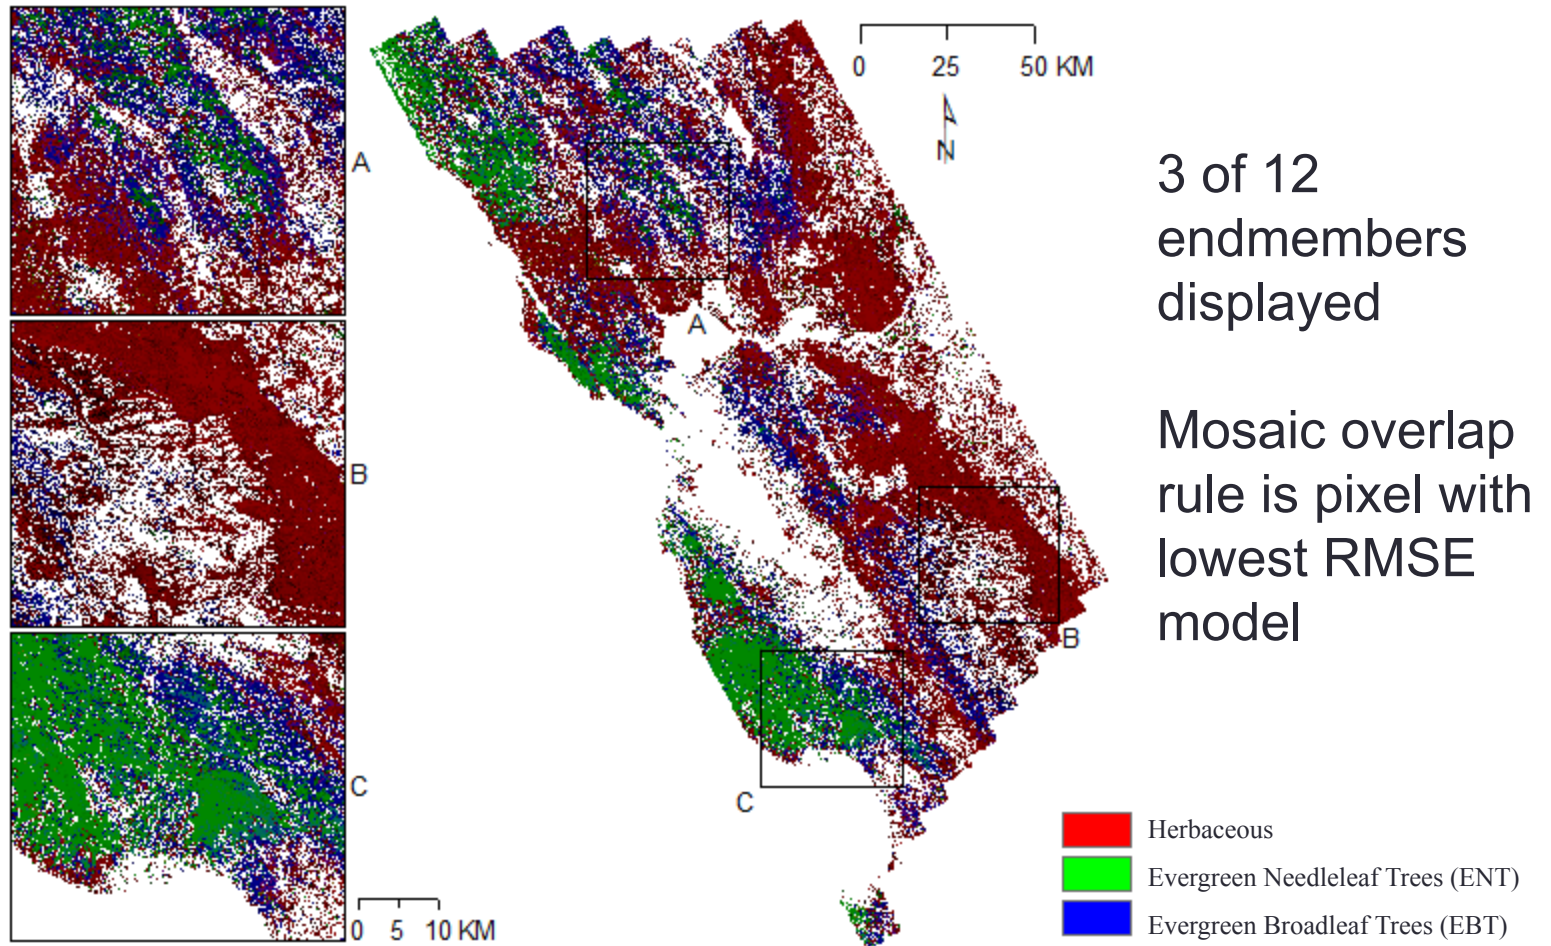 A
B
C
0 5 10 KM
0 25 50 KM
N
A
B
C
3 of 12
endmembers
displayed
Mosaic overlap
rule is pixel with
lowest RMSE
model
Herbaceous
Evergreen Needleleaf Trees (ENT)
Evergreen Broadleaf Trees (EBT)